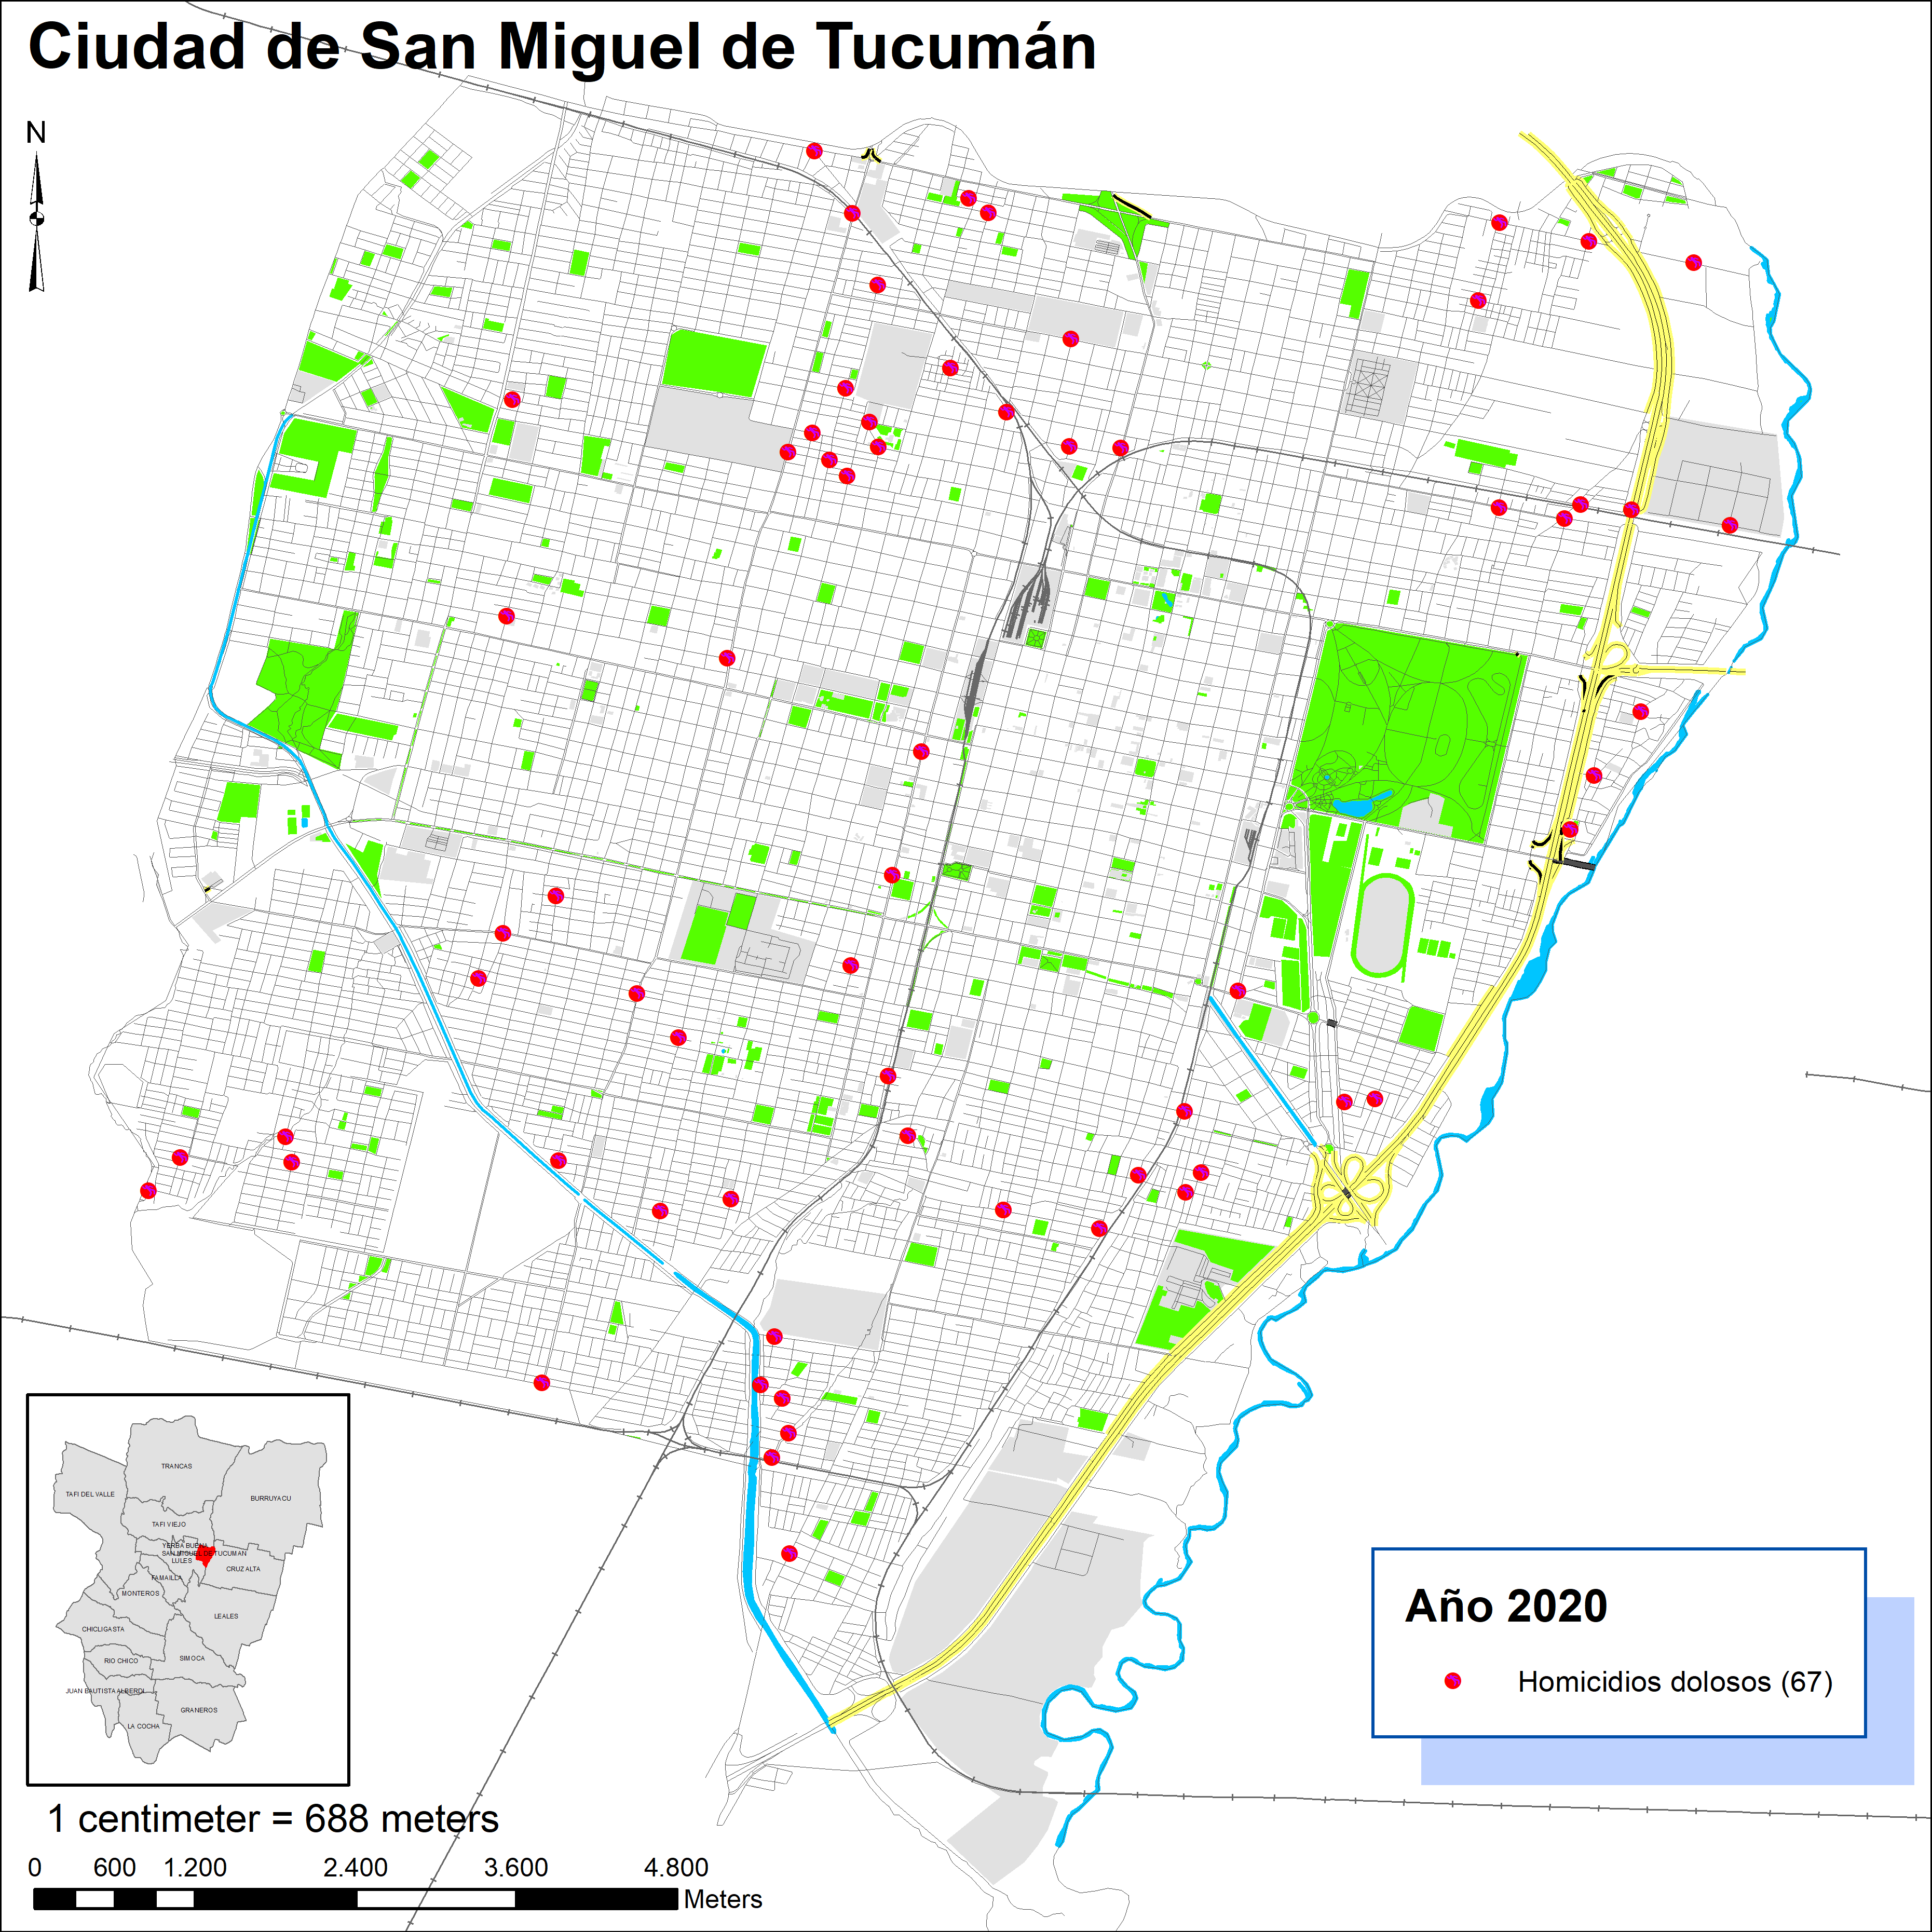 Ciudad de San Miguel de Tucumán
N
TRANCAS
TAFI DEL VALLE
BURRUYACU
TAFI VIEJO
YERBA BUENA
SAN MIGUEL DE TUCUMAN
LULES
CRUZ ALTA
FAMAILLA
MONTEROS
LEALES
CHICLIGASTA
SIMOCA
RIO CHICO
JUAN BAUTISTA ALBERDI
GRANEROS
LA COCHA
Año 2020
Homicidios dolosos (67)
1 centimeter = 688 meters
0 600 1.200 2.400 3.600 4.800
Meters